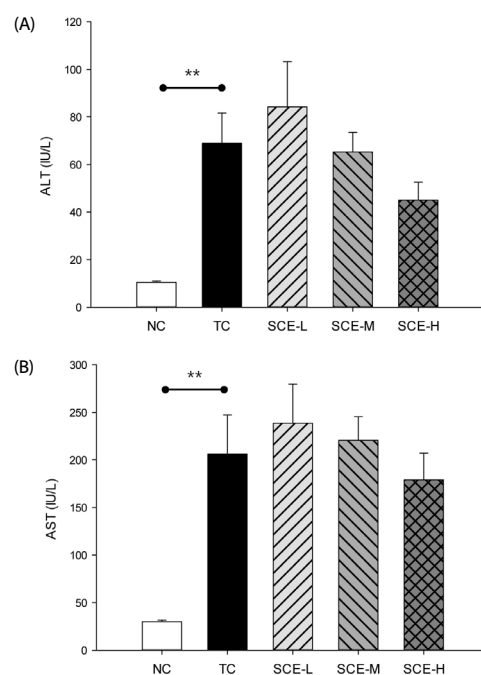 (A)
120
100
80
60
40
20
0
ALT (IU/L)
**
NC TC SCE-L SCE-M SCE-H
(B)
300
250
200
150
100
50
0
AST (IU/L)
**
NC TC SCE-L SCE-M SCE-H